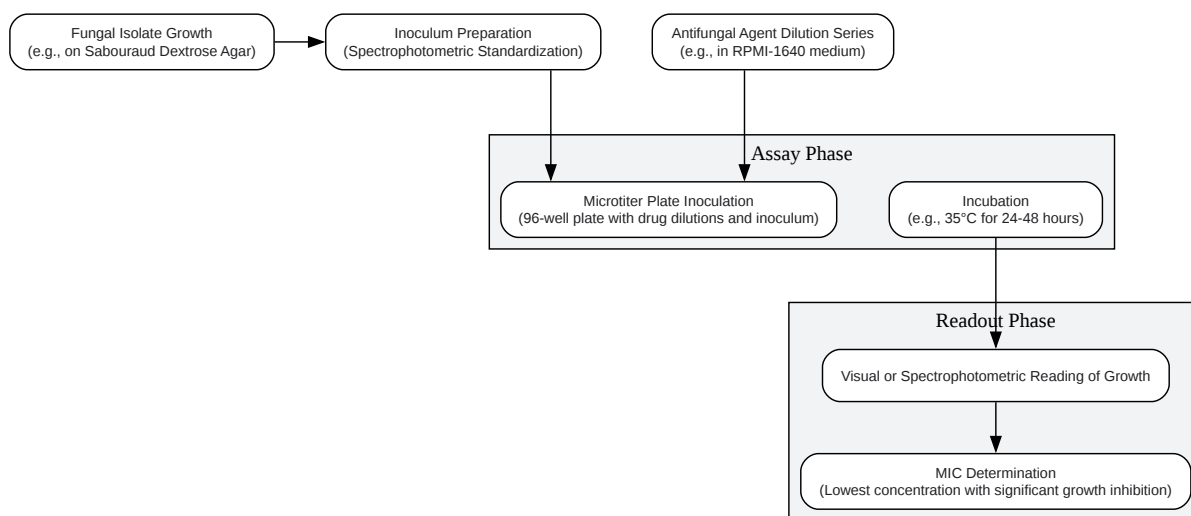 Fungal Isolate Growth
(e.g., on Sabouraud Dextrose Agar)
Inoculum Preparation
(Spectrophotometric Standardization)
Antifungal Agent Dilution Series
(e.g., in RPMI-1640 medium)
Assay Phase
Microtiter Plate Inoculation
(96-well plate with drug dilutions and inoculum)
Incubation
(e.g., 35°C for 24-48 hours)
Readout Phase
Visual or Spectrophotometric Reading of Growth
MIC Determination
(Lowest concentration with significant growth inhibition)